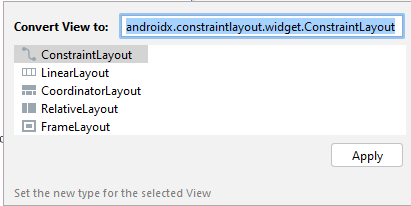 Convert View to: androidx.constraintlayout.widget.ConstraintLayout
ConstraintLayout
LinearLayout
CoordinatorLayout
RelativeLayout
FrameLayout
Apply
Set the new type for the selected View